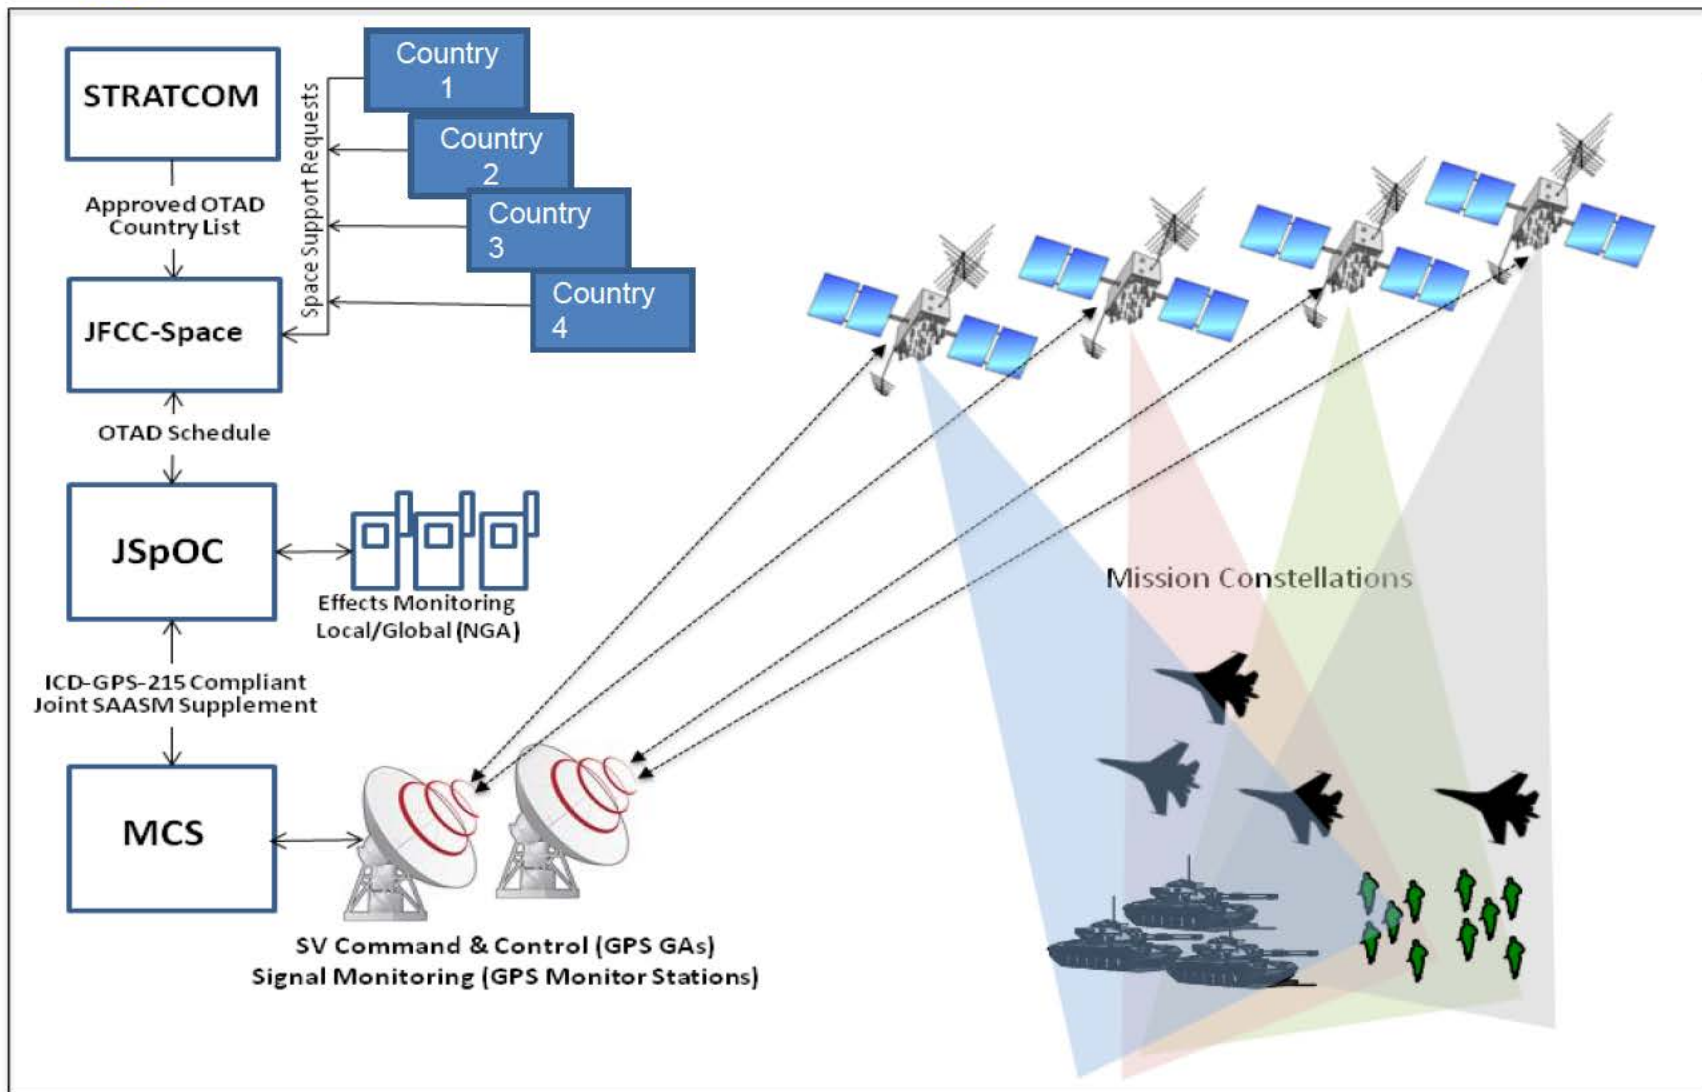 STRATCOM
Approved OTAD
Country List
JFCC-Space
OTAD Schedule
JSpOC
ICD-GPS-215 Compliant
Joint SAASM Supplement
MCS
Space Support Requests
Country
1
Country
2
Country
3
Country
4
Effects Monitoring
Local/Global (NGA)
SV Command & Control (GPS GAs)
Signal Monitoring (GPS Monitor Stations)
Mission Constellations